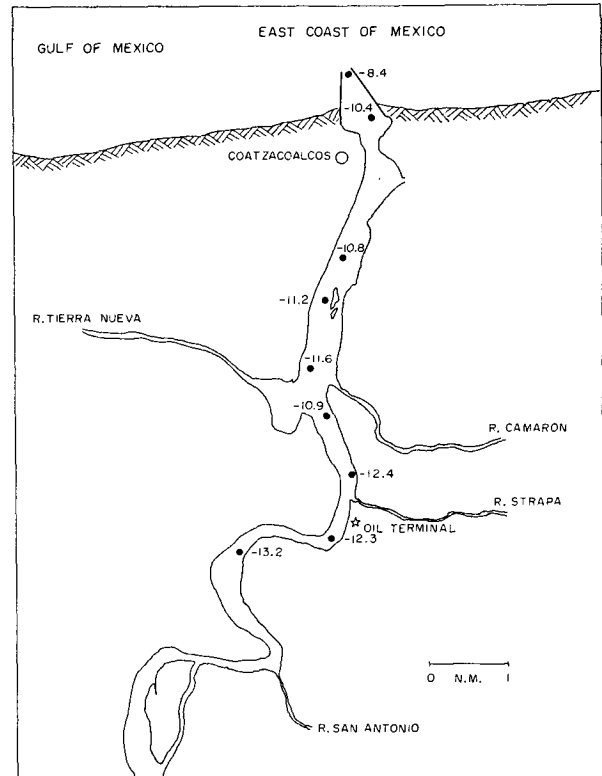 EAST COAST OF MEXICO
GULF OF MEXICO
-8.4
-10.4
COATZACOALCOS
-10.8
-11.2
R. TIERRA NUEVA
-11.6
-10.9
R. CAMARON
-12.4
R. STRAPA
OIL TERMINAL
-12.3
-13.2
0 N.M. 1
R. SAN ANTONIO